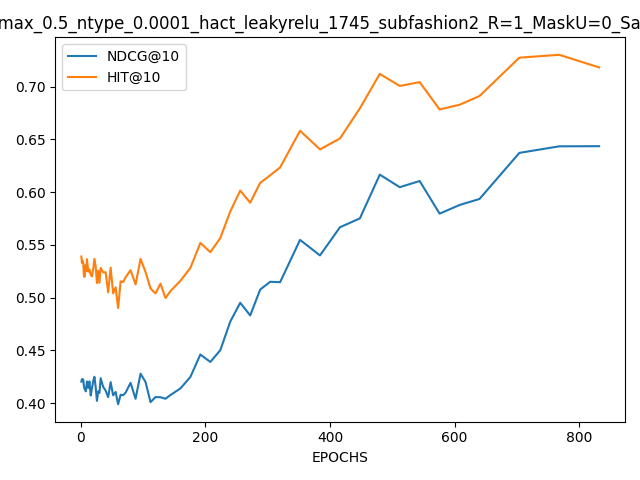 max_0.5_ntype_0.0001_hact_leakyrelu_1745_subfashion2_R=1_MaskU=0_Sa
NDCG@10
HIT@10
0.70
0.65
0.60
0.55
0.50
0.45
0.40
0 200 400 600 800
EPOCHS